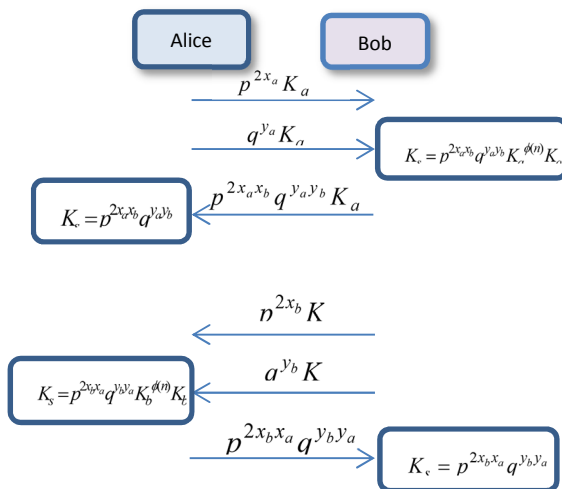 Alice Bob
p^{2x_a} K_a
q^{y_a} K_a
K_s = p^{2x_a x_b} q^{y_a y_b} K_a^{ϕ(n)} K_a
p^{2x_a x_b} q^{y_a y_b} K_a
K_s = p^{2x_a x_b} q^{y_a y_b}
p^{2x_b} K
q^{y_b} K
K_s = p^{2x_b x_a} q^{y_b y_a} K_b^{ϕ(n)} K_b
p^{2x_b x_a} q^{y_b y_a}
K_s = p^{2x_b x_a} q^{y_b y_a}